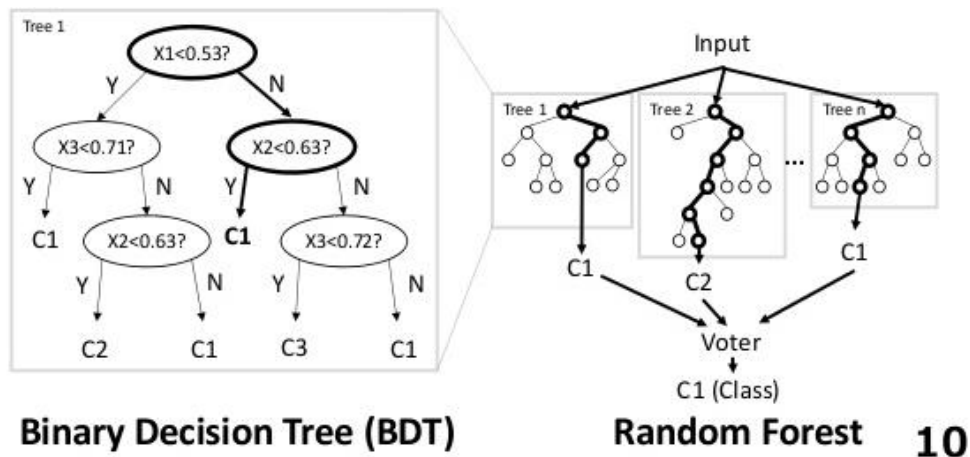 Tree 1
X1<0.53?
Y N
X3<0.71?
X2<0.63?
Y N Y N
C1
X2<0.63?
C1
X3<0.72?
Y N Y N
C2 C1 C3 C1
Binary Decision Tree (BDT)
Input
Tree 1
Tree 2
Tree n
...
C1
C2
C1
Voter
C1 (Class)
Random Forest
10